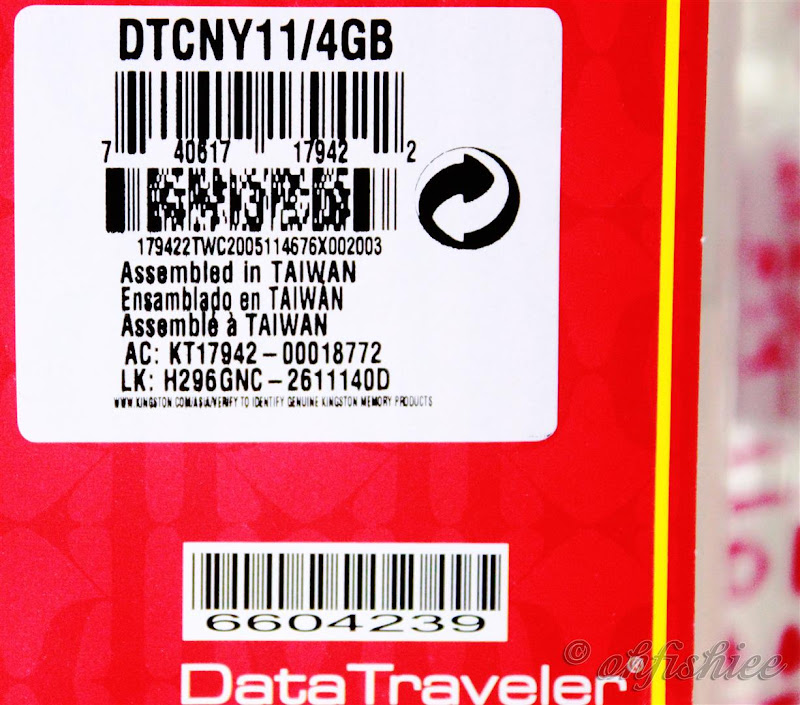 DTCNY11/4GB
7 40617 17942 2
179422TWC2005114676X002003
Assembled in TAIWAN
Ensamblado en TAIWÁN
Assemblé à TAIWAN
AC: KT17942-00018772
LK: H296GNC-2611140D
WWW.KINGSTON.COM/ASIA/VERIFY TO IDENTIFY GENUINE KINGSTON MEMORY PRODUCTS
6604239
DataTraveler®
© ohfishiee